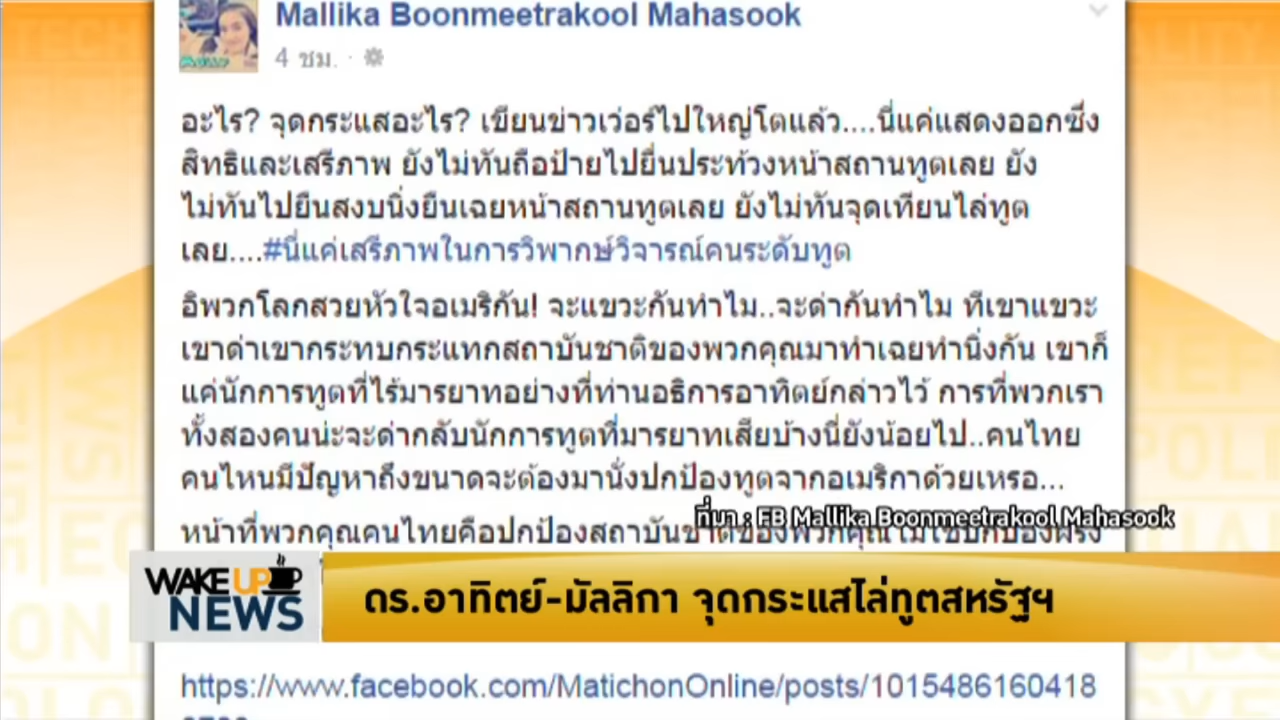 Mallika Boonmeetrakool Mahasook
4 ชม.
อะไร? จุดกระแสอะไร? เขียนข่าวเว่อร์ไปใหญ่โตแล้ว....นี่แค่แสดงออกซึ่ง
สิทธิและเสรีภาพ ยังไม่ทันถือป้ายไปยื่นประท้วงหน้าสถานทูตเลย ยัง
ไม่ทันไปยืนสงบนิ่งยืนเฉยหน้าสถานทูตเลย ยังไม่ทันจุดเทียนไล่ทูต
เลย....#นี่แค่เสรีภาพในการวิพากษ์วิจารณ์คนระดับทูต
อิพวกโลกสวยหัวใจอเมริกัน! จะแขวะกันทำไม..จะด่ากันทำไม ทีเขาแขวะ
เขาด่าเขากระทบกระแทกสถาบันชาติของพวกคุณมาทำเฉยทำนิ่งกัน เขาก็
แค่นักการทูตที่ไร้มารยาทอย่างที่ท่านอธิการอาทิตย์กล่าวไว้ การที่พวกเรา
ทั้งสองคนน่ะจะด่ากลับนักการทูตที่มารยาทเสียบ้างนี่ยังน้อยไป..คนไทย
คนไหนมีปัญหาถึงขนาดจะต้องมานั่งปกป้องทูตจากอเมริกาด้วยเหรอ...
ที่มา : FB Mallika Boonmeetrakool Mahasook
หน้าที่พวกคุณคนไทยคือปกป้องสถาบันชาติของพวกคุณไม่ใช่ปกป้องฝรั่ง
WAKE UP
NEWS
ดร.อาทิตย์-มัลลิกา จุดกระแสไล่ทูตสหรัฐฯ
https://www.facebook.com/MatichonOnline/posts/1015486160418